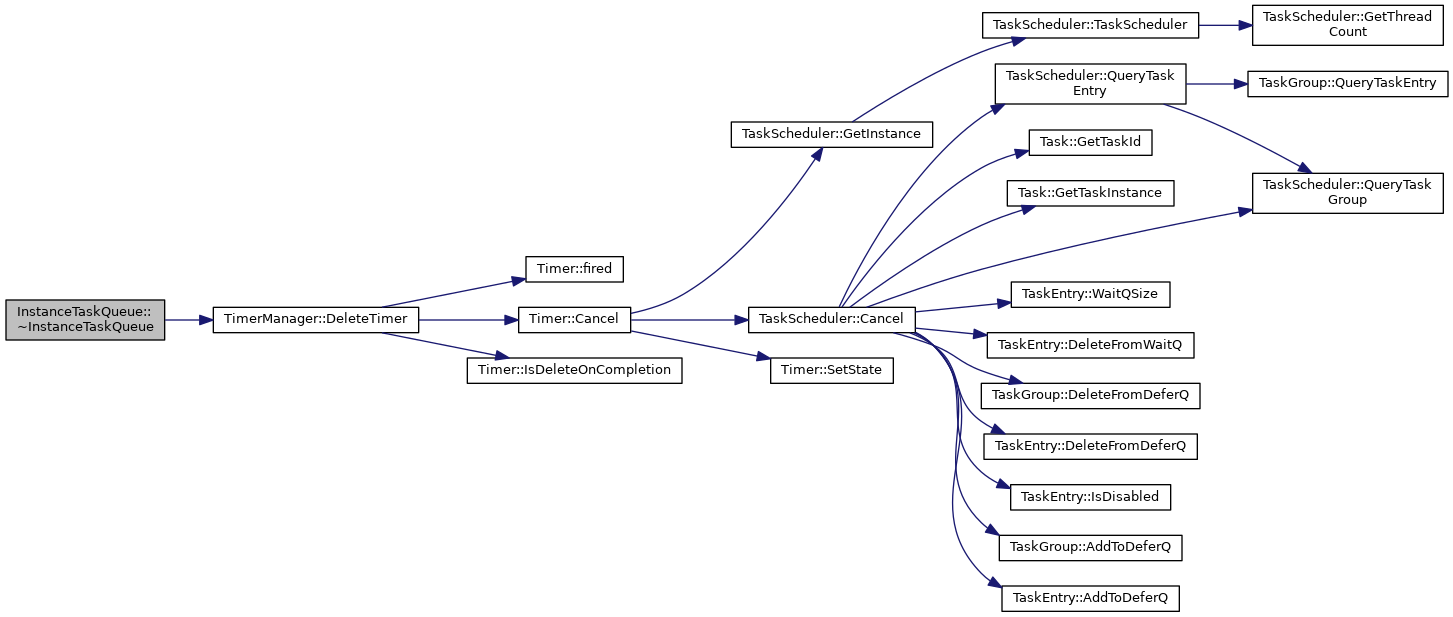 InstanceTaskQueue::
~InstanceTaskQueue
TimerManager::DeleteTimer
Timer::fired
Timer::Cancel
Timer::IsDeleteOnCompletion
TaskScheduler::GetInstance
TaskScheduler::Cancel
Timer::SetState
TaskScheduler::TaskScheduler
TaskScheduler::QueryTask
Entry
Task::GetTaskId
Task::GetTaskInstance
TaskEntry::WaitQSize
TaskEntry::DeleteFromWaitQ
TaskGroup::DeleteFromDeferQ
TaskEntry::DeleteFromDeferQ
TaskEntry::IsDisabled
TaskGroup::AddToDeferQ
TaskEntry::AddToDeferQ
TaskScheduler::GetThread
Count
TaskGroup::QueryTaskEntry
TaskScheduler::QueryTask
Group